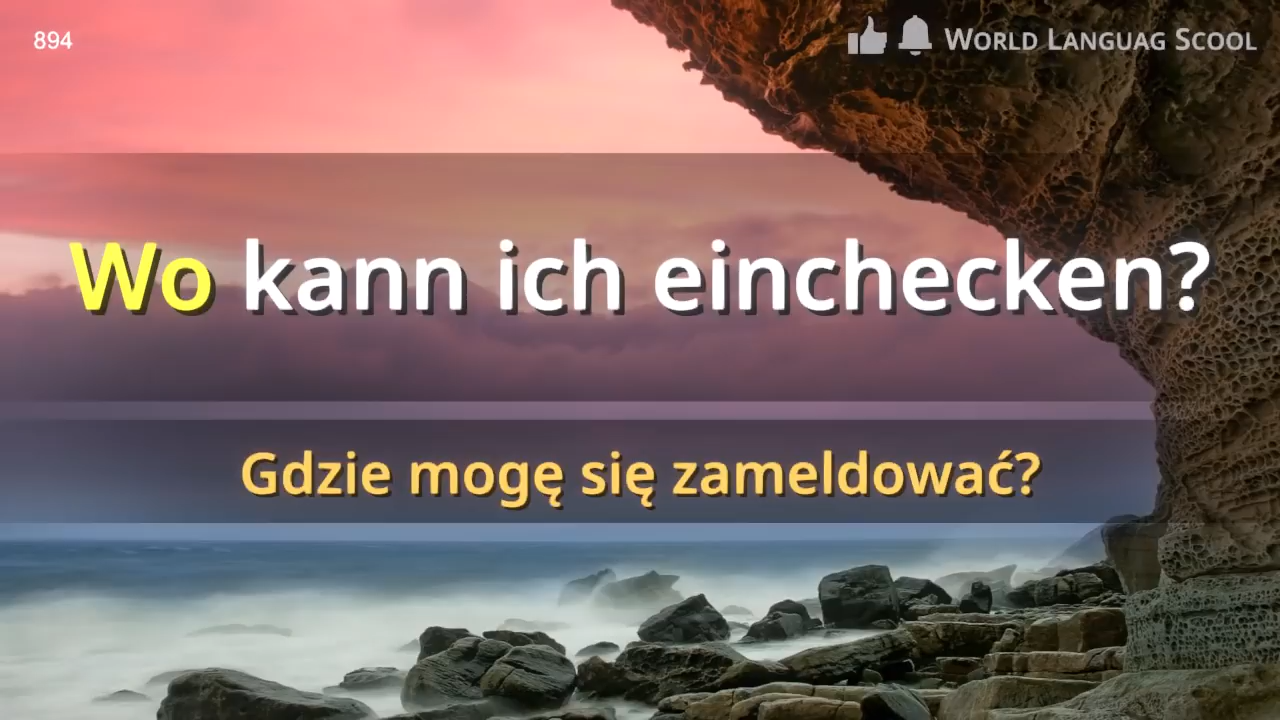 894
World Languag Scool
Wo kann ich einchecken?
Gdzie mogę się zameldować?